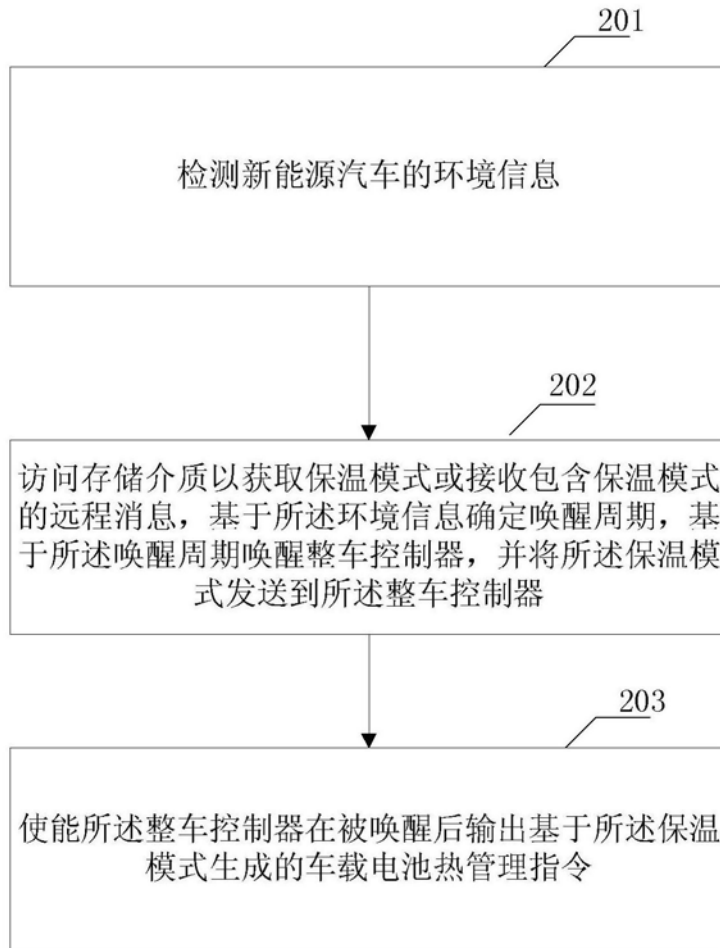 201
检测新能源汽车的环境信息
202
访问存储介质以获取保温模式或接收包含保温模式
的远程消息，基于所述环境信息确定唤醒周期，基
于所述唤醒周期唤醒整车控制器，并将所述保温模
式发送到所述整车控制器
203
使能所述整车控制器在被唤醒后输出基于所述保温
模式生成的车载电池热管理指令